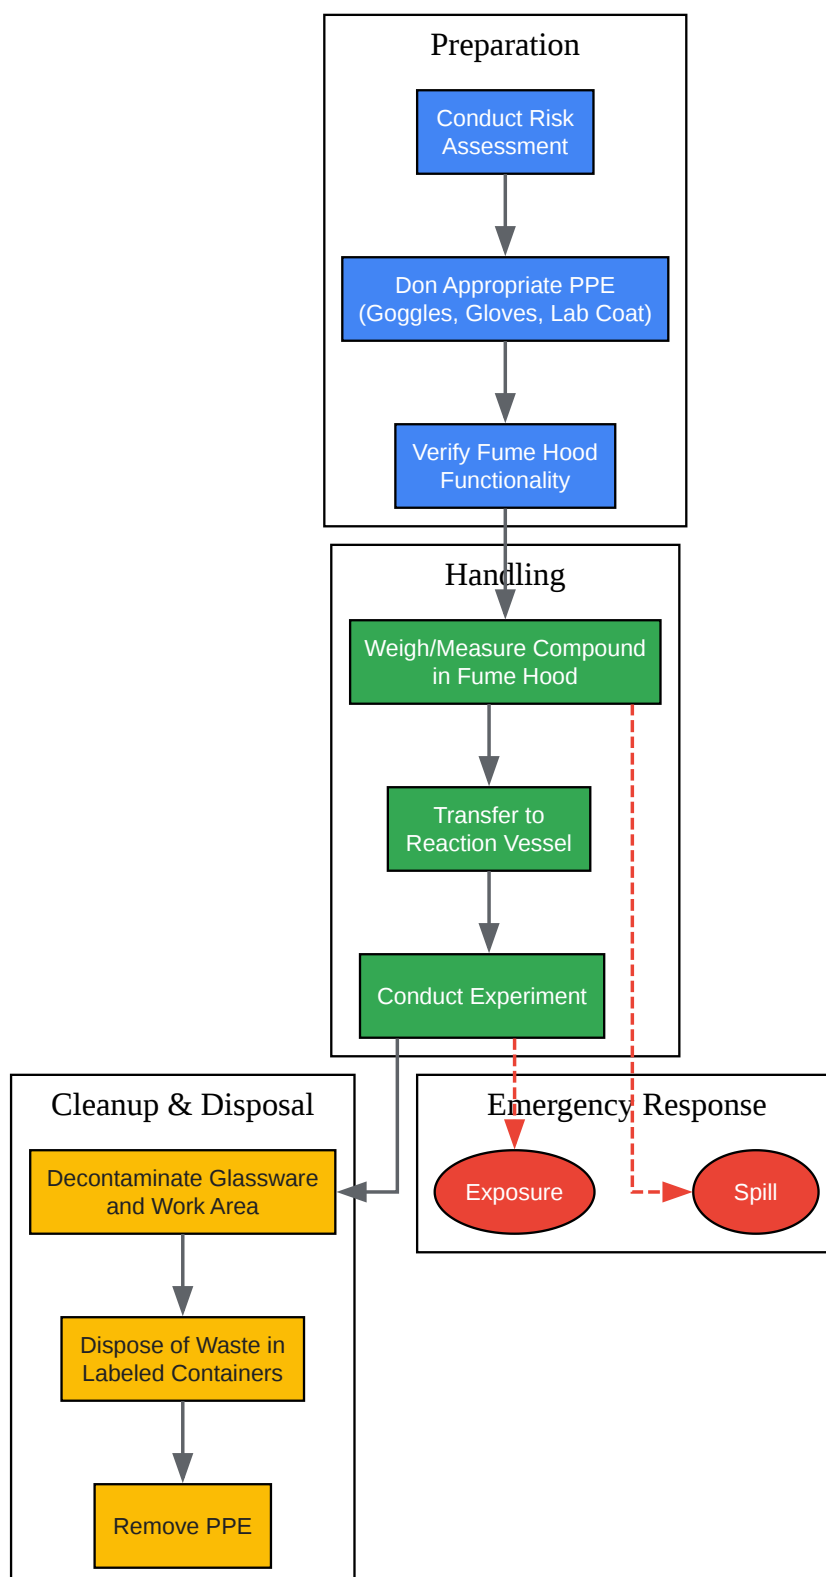 Preparation
Conduct Risk
Assessment
Don Appropriate PPE
(Goggles, Gloves, Lab Coat)
Verify Fume Hood
Functionality
Handling
Weigh/Measure Compound
in Fume Hood
Transfer to
Reaction Vessel
Conduct Experiment
Cleanup & Disposal
Decontaminate Glassware
and Work Area
Dispose of Waste in
Labeled Containers
Remove PPE
Emergency Response
Exposure
Spill